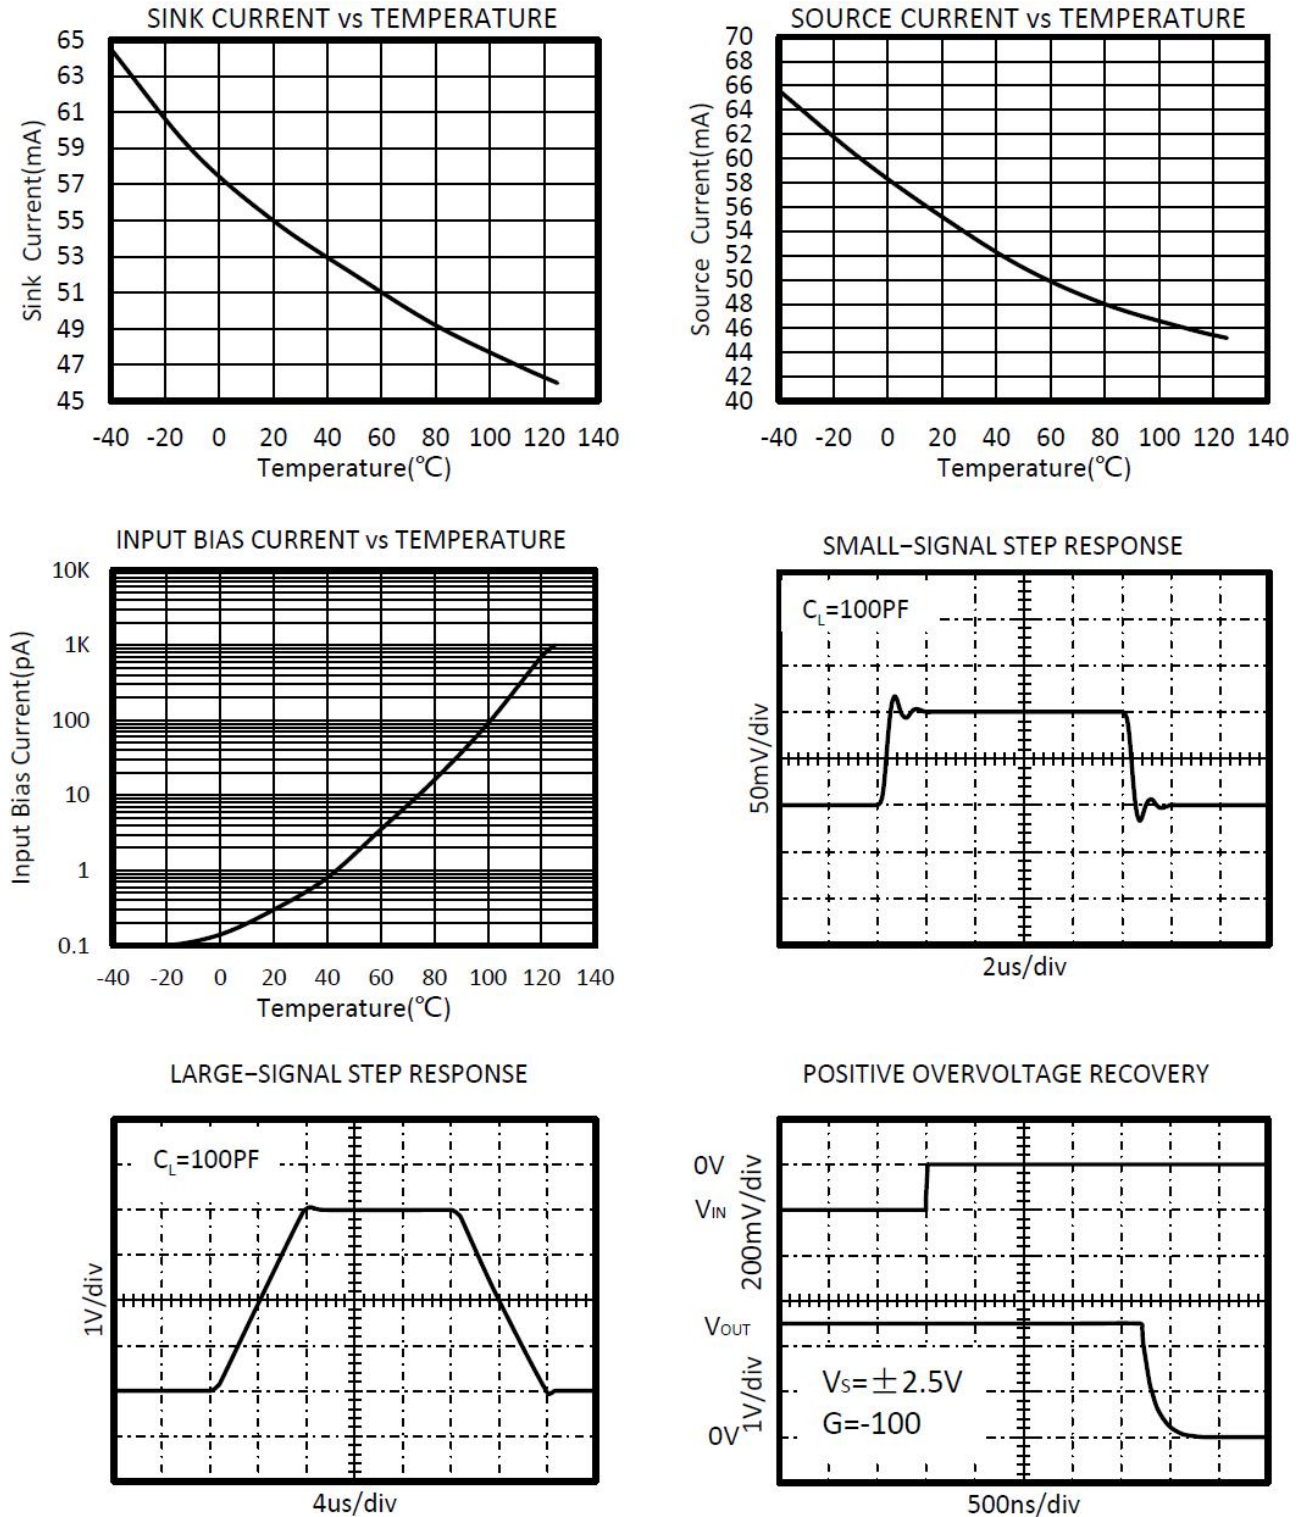 SINK CURRENT vs TEMPERATURE
65
63
61
59
57
55
53
51
49
47
45
Sink Current(mA)
-40 -20 0 20 40 60 80 100 120 140
Temperature(℃)
SOURCE CURRENT vs TEMPERATURE
70
68
66
64
62
60
58
56
54
52
50
48
46
44
42
40
Source Current(mA)
-40 -20 0 20 40 60 80 100 120 140
Temperature(℃)
INPUT BIAS CURRENT vs TEMPERATURE
10K
1K
100
10
1
0.1
Input Bias Current(pA)
-40 -20 0 20 40 60 80 100 120 140
Temperature(℃)
SMALL−SIGNAL STEP RESPONSE
CL=100PF
50mV/div
2us/div
LARGE−SIGNAL STEP RESPONSE
CL=100PF
1V/div
4us/div
POSITIVE OVERVOLTAGE RECOVERY
0V
VIN
200mV/div
VOUT
1V/div
0V
VS=±2.5V
G=-100
500ns/div